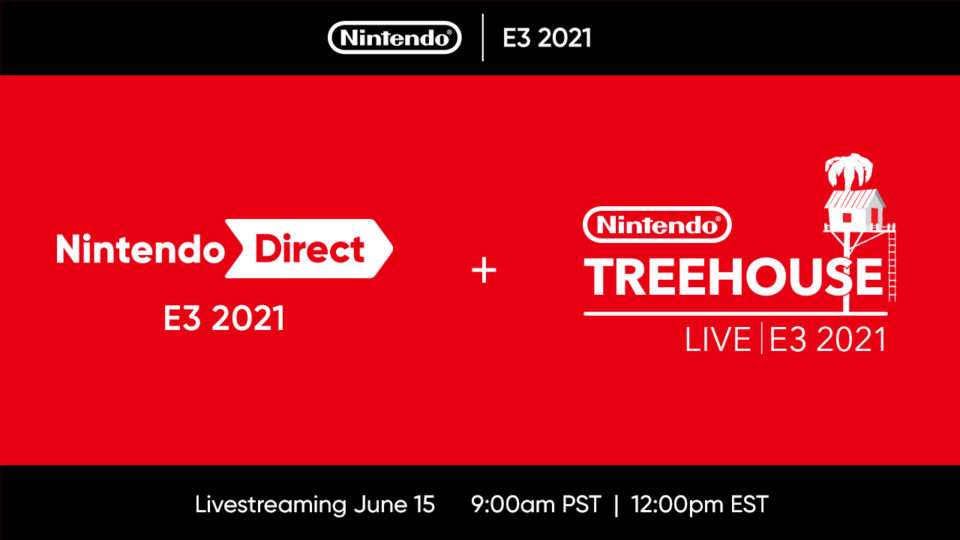 Nintendo® | E3 2021
Nintendo Direct
E3 2021
+
Nintendo®
TREEHOUSE
LIVE | E3 2021
Livestreaming June 15 9:00am PST | 12:00pm EST